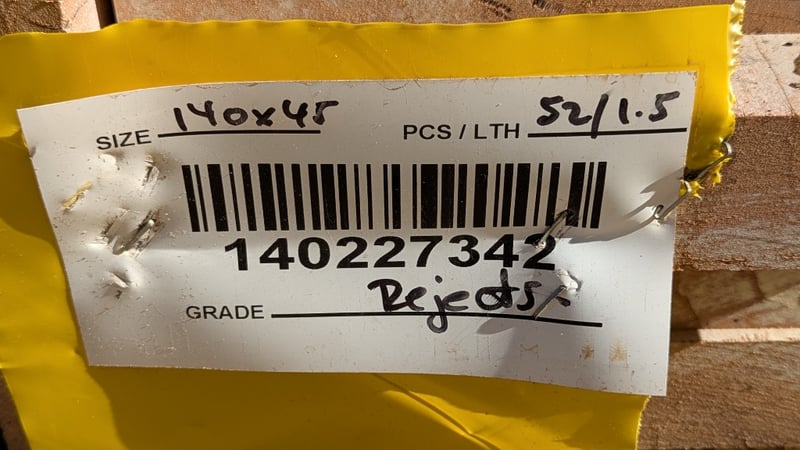 SIZE 140x45 PCS / LTH 52/1.5
140227342
GRADE Rejects.